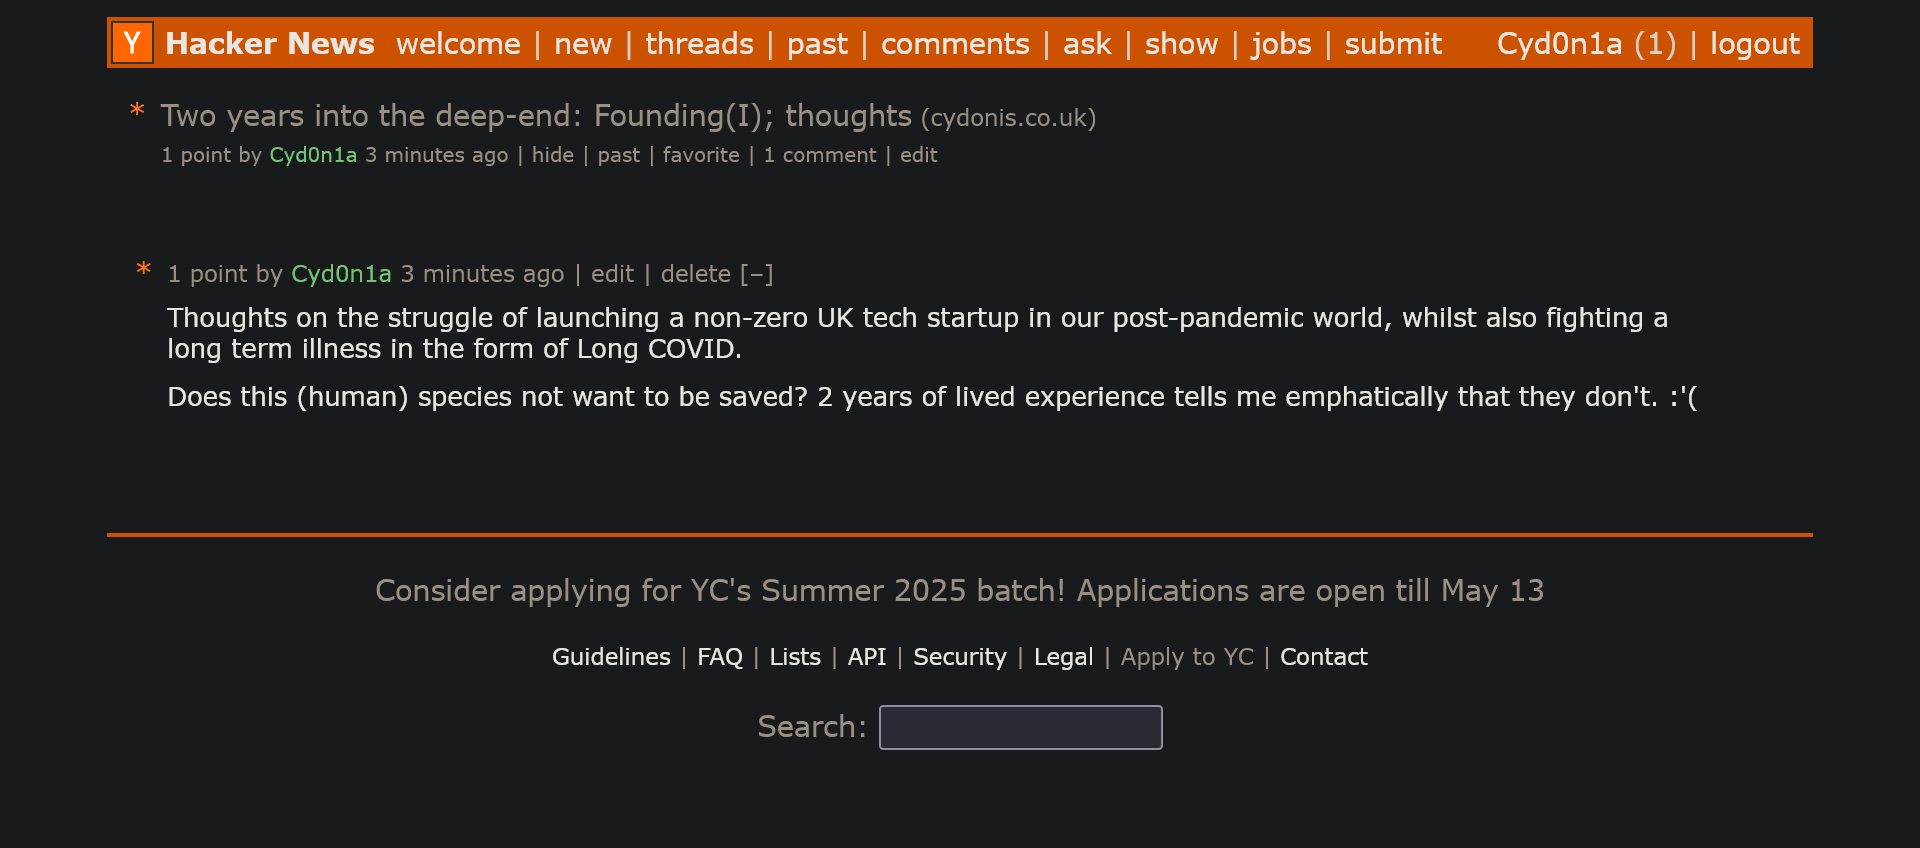 Y Hacker News welcome | new | threads | past | comments | ask | show | jobs | submit Cyd0n1a (1) | logout
* Two years into the deep-end: Founding(I); thoughts (cydonis.co.uk)
1 point by Cyd0n1a 3 minutes ago | hide | past | favorite | 1 comment | edit
* 1 point by Cyd0n1a 3 minutes ago | edit | delete [–]
Thoughts on the struggle of launching a non-zero UK tech startup in our post-pandemic world, whilst also fighting a
long term illness in the form of Long COVID.
Does this (human) species not want to be saved? 2 years of lived experience tells me emphatically that they don't. :'(
Consider applying for YC's Summer 2025 batch! Applications are open till May 13
Guidelines | FAQ | Lists | API | Security | Legal | Apply to YC | Contact
Search: